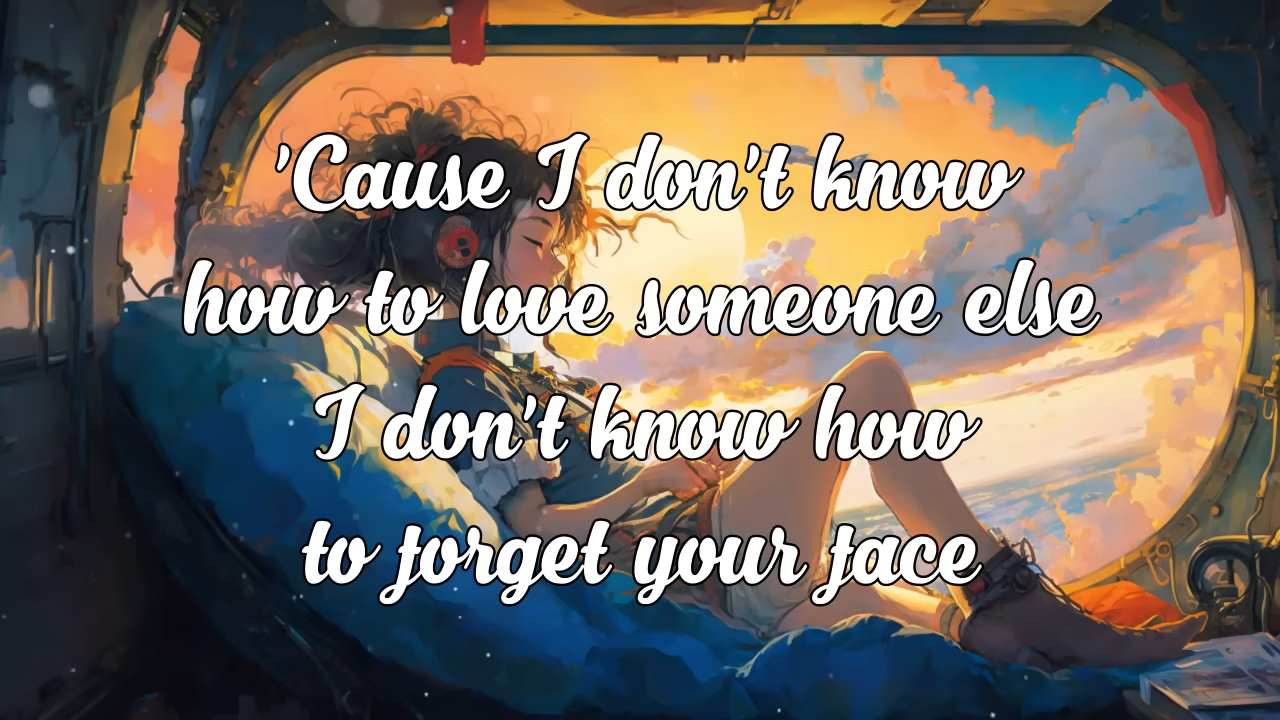 'Cause I don't know
how to love someone else
I don't know how
to forget your face